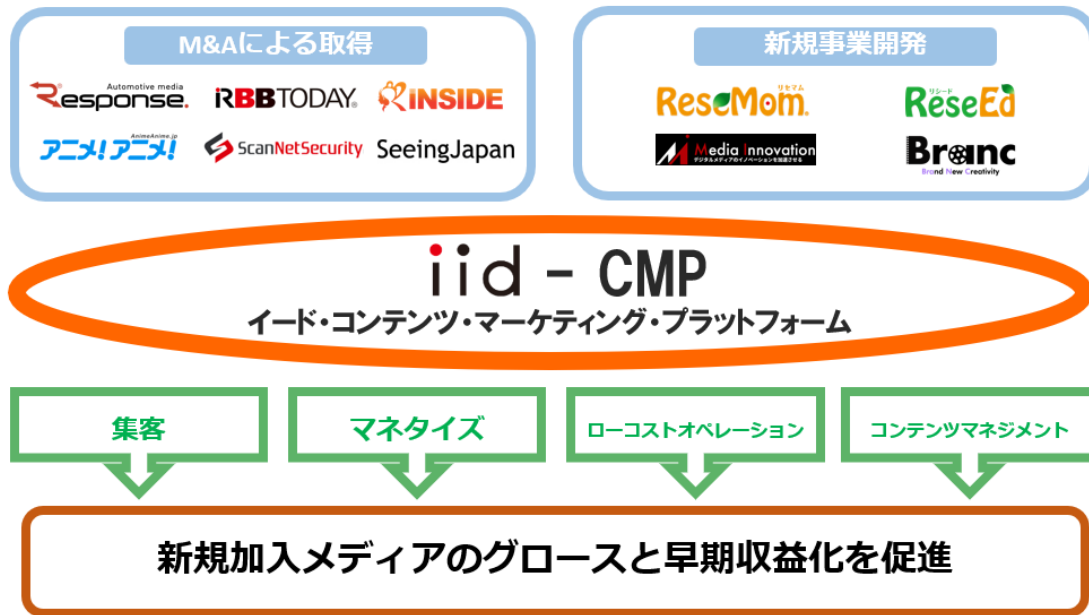 M&Aによる取得
新規事業開発
Automotive media
Response.
iRBBTODAY.
INSIDE
AnimeAnime.jp
アニメ!アニメ!
ScanNetSecurity
SeeingJapan
リセマム
ReseMom.
リシード
ReseEd
Media Innovation
デジタルメディアのイノベーションを加速させる
Branc
Brand New Creativity
iid - CMP
イード・コンテンツ・マーケティング・プラットフォーム
集客
マネタイズ
ローコストオペレーション
コンテンツマネジメント
新規加入メディアのグロースと早期収益化を促進